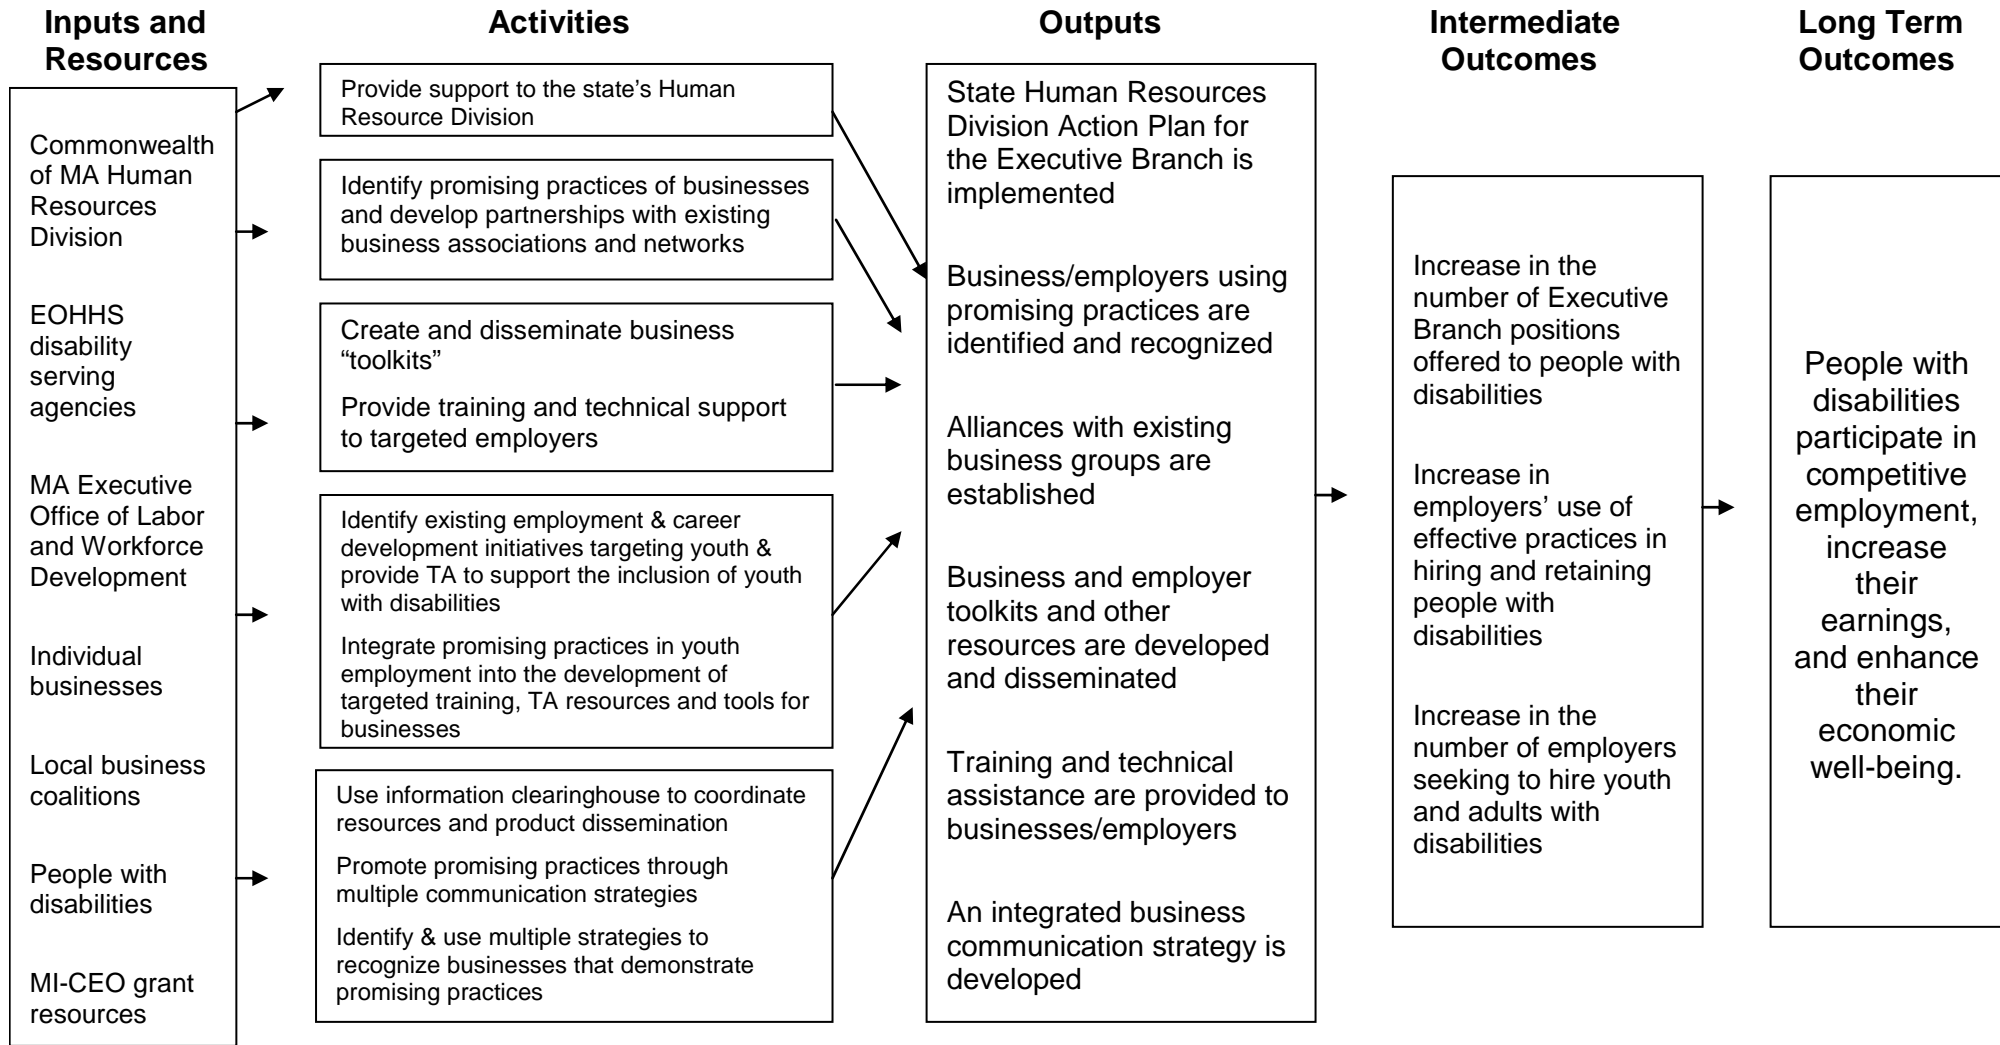 Inputs and
Resources
Commonwealth
of MA Human
Resources
Division
EOHHS
disability
serving
agencies
MA Executive
Office of Labor
and Workforce
Development
Individual
businesses
Local business
coalitions
People with
disabilities
MI-CEO grant
resources
Activities
Provide support to the state’s Human
Resource Division
Identify promising practices of businesses
and develop partnerships with existing
business associations and networks
Create and disseminate business
“toolkits”
Provide training and technical support
to targeted employers
Identify existing employment & career
development initiatives targeting youth &
provide TA to support the inclusion of youth
with disabilities
Integrate promising practices in youth
employment into the development of
targeted training, TA resources and tools for
businesses
Use information clearinghouse to coordinate
resources and product dissemination
Promote promising practices through
multiple communication strategies
Identify & use multiple strategies to
recognize businesses that demonstrate
promising practices
Outputs
State Human Resources
Division Action Plan for
the Executive Branch is
implemented
Business/employers using
promising practices are
identified and recognized
Alliances with existing
business groups are
established
Business and employer
toolkits and other
resources are developed
and disseminated
Training and technical
assistance are provided to
businesses/employers
An integrated business
communication strategy is
developed
Intermediate
Outcomes
Increase in the
number of Executive
Branch positions
offered to people with
disabilities
Increase in
employers’ use of
effective practices in
hiring and retaining
people with
disabilities
Increase in the
number of employers
seeking to hire youth
and adults with
disabilities
Long Term
Outcomes
People with
disabilities
participate in
competitive
employment,
increase
their
earnings,
and enhance
their
economic
well-being.